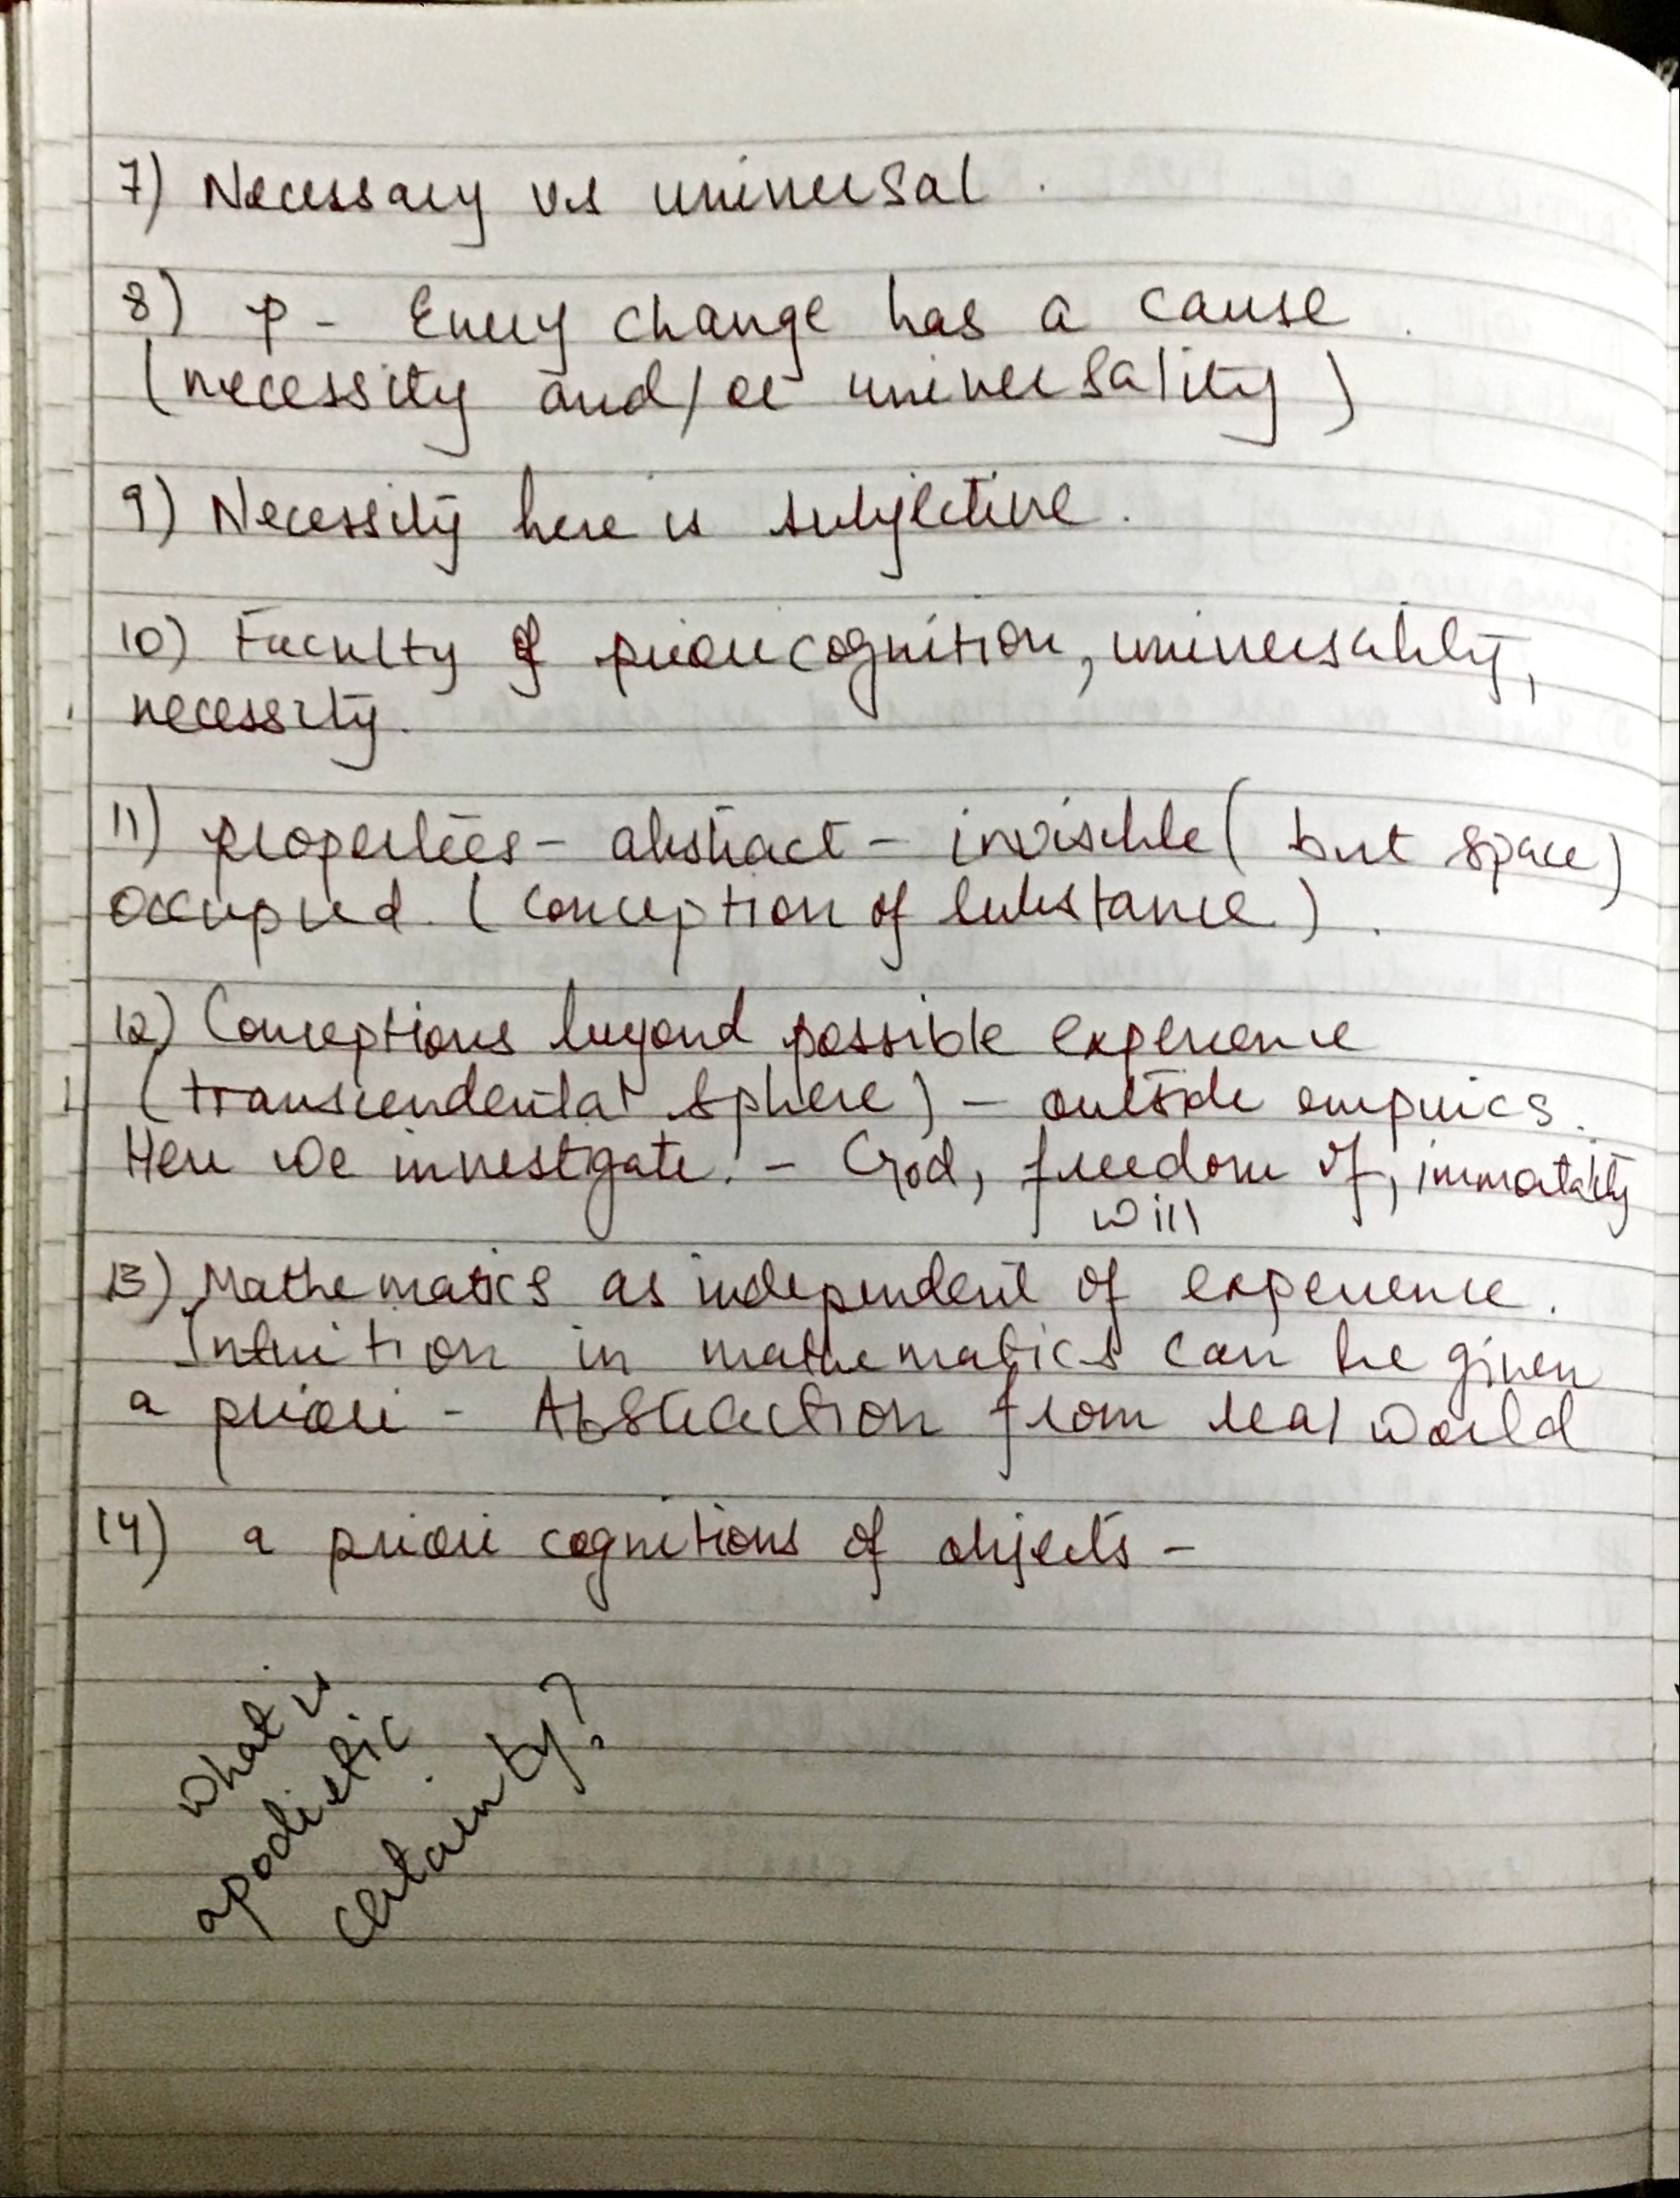 7) Necessary vs universal.
8) P - Every change has a cause.
(necessity and/or universality)
9) Necessity here is subjective.
10) Faculty of priori cognition, universality,
necessity.
11) properties - abstract - invisible (but space)
occupied. (conception of substance).
12) Conceptions beyond possible experience
(transcendental sphere) - outside empirics.
Here we investigate! - God, freedom of, immortality
will
13) Mathematics as independent of experience.
Intuition in mathematics can be given
a priori - Abstraction from real world
14) a priori cognitions of objects -
What is
apodictic
certainty?